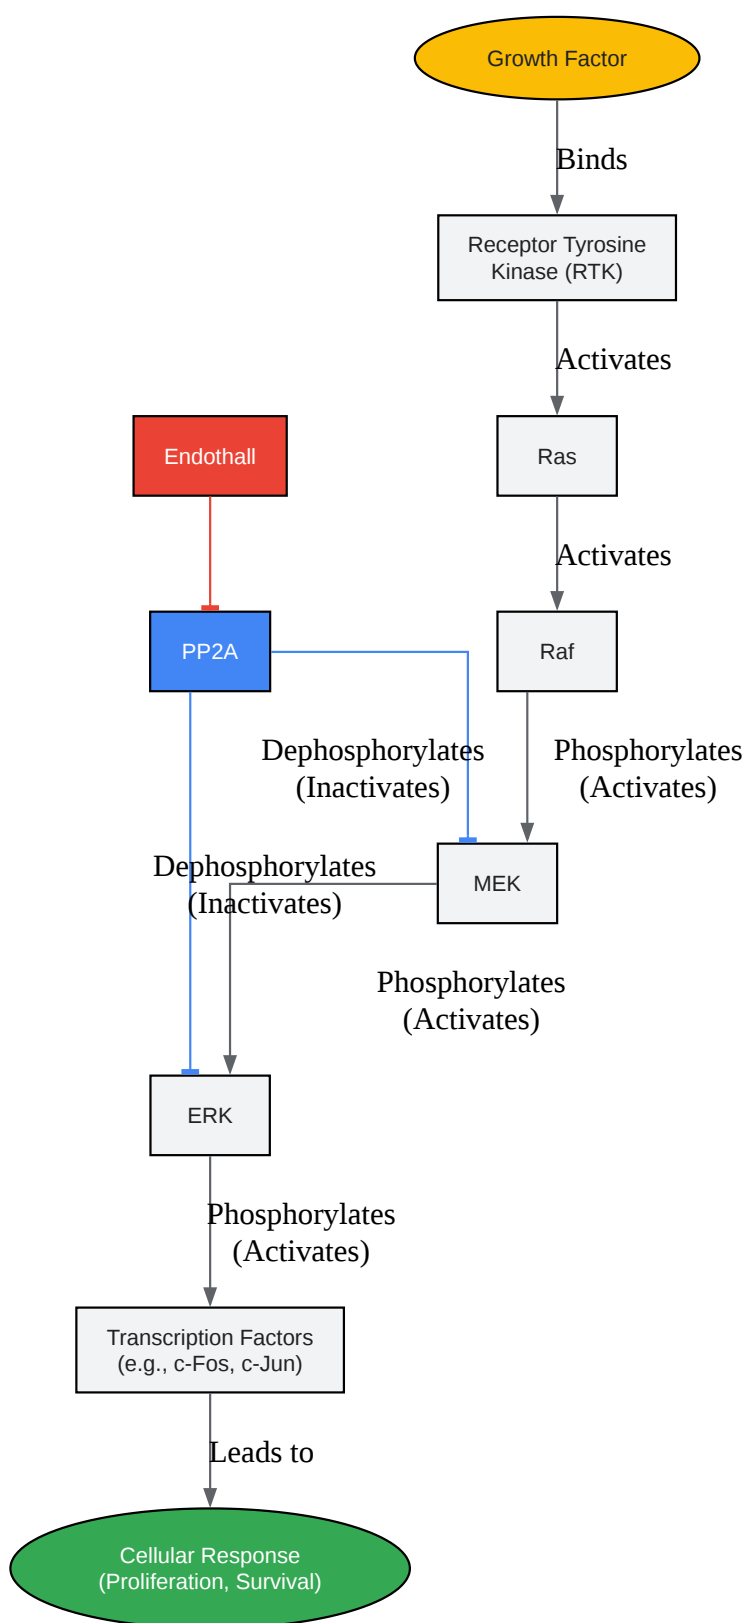 Growth Factor
Binds
Receptor Tyrosine
Kinase (RTK)
Activates
Endothall
Ras
Activates
PP2A
Raf
Dephosphorylates
(Inactivates)
Phosphorylates
(Activates)
Dephosphorylates
(Inactivates)
MEK
Phosphorylates
(Activates)
ERK
Phosphorylates
(Activates)
Transcription Factors
(e.g., c-Fos, c-Jun)
Leads to
Cellular Response
(Proliferation, Survival)